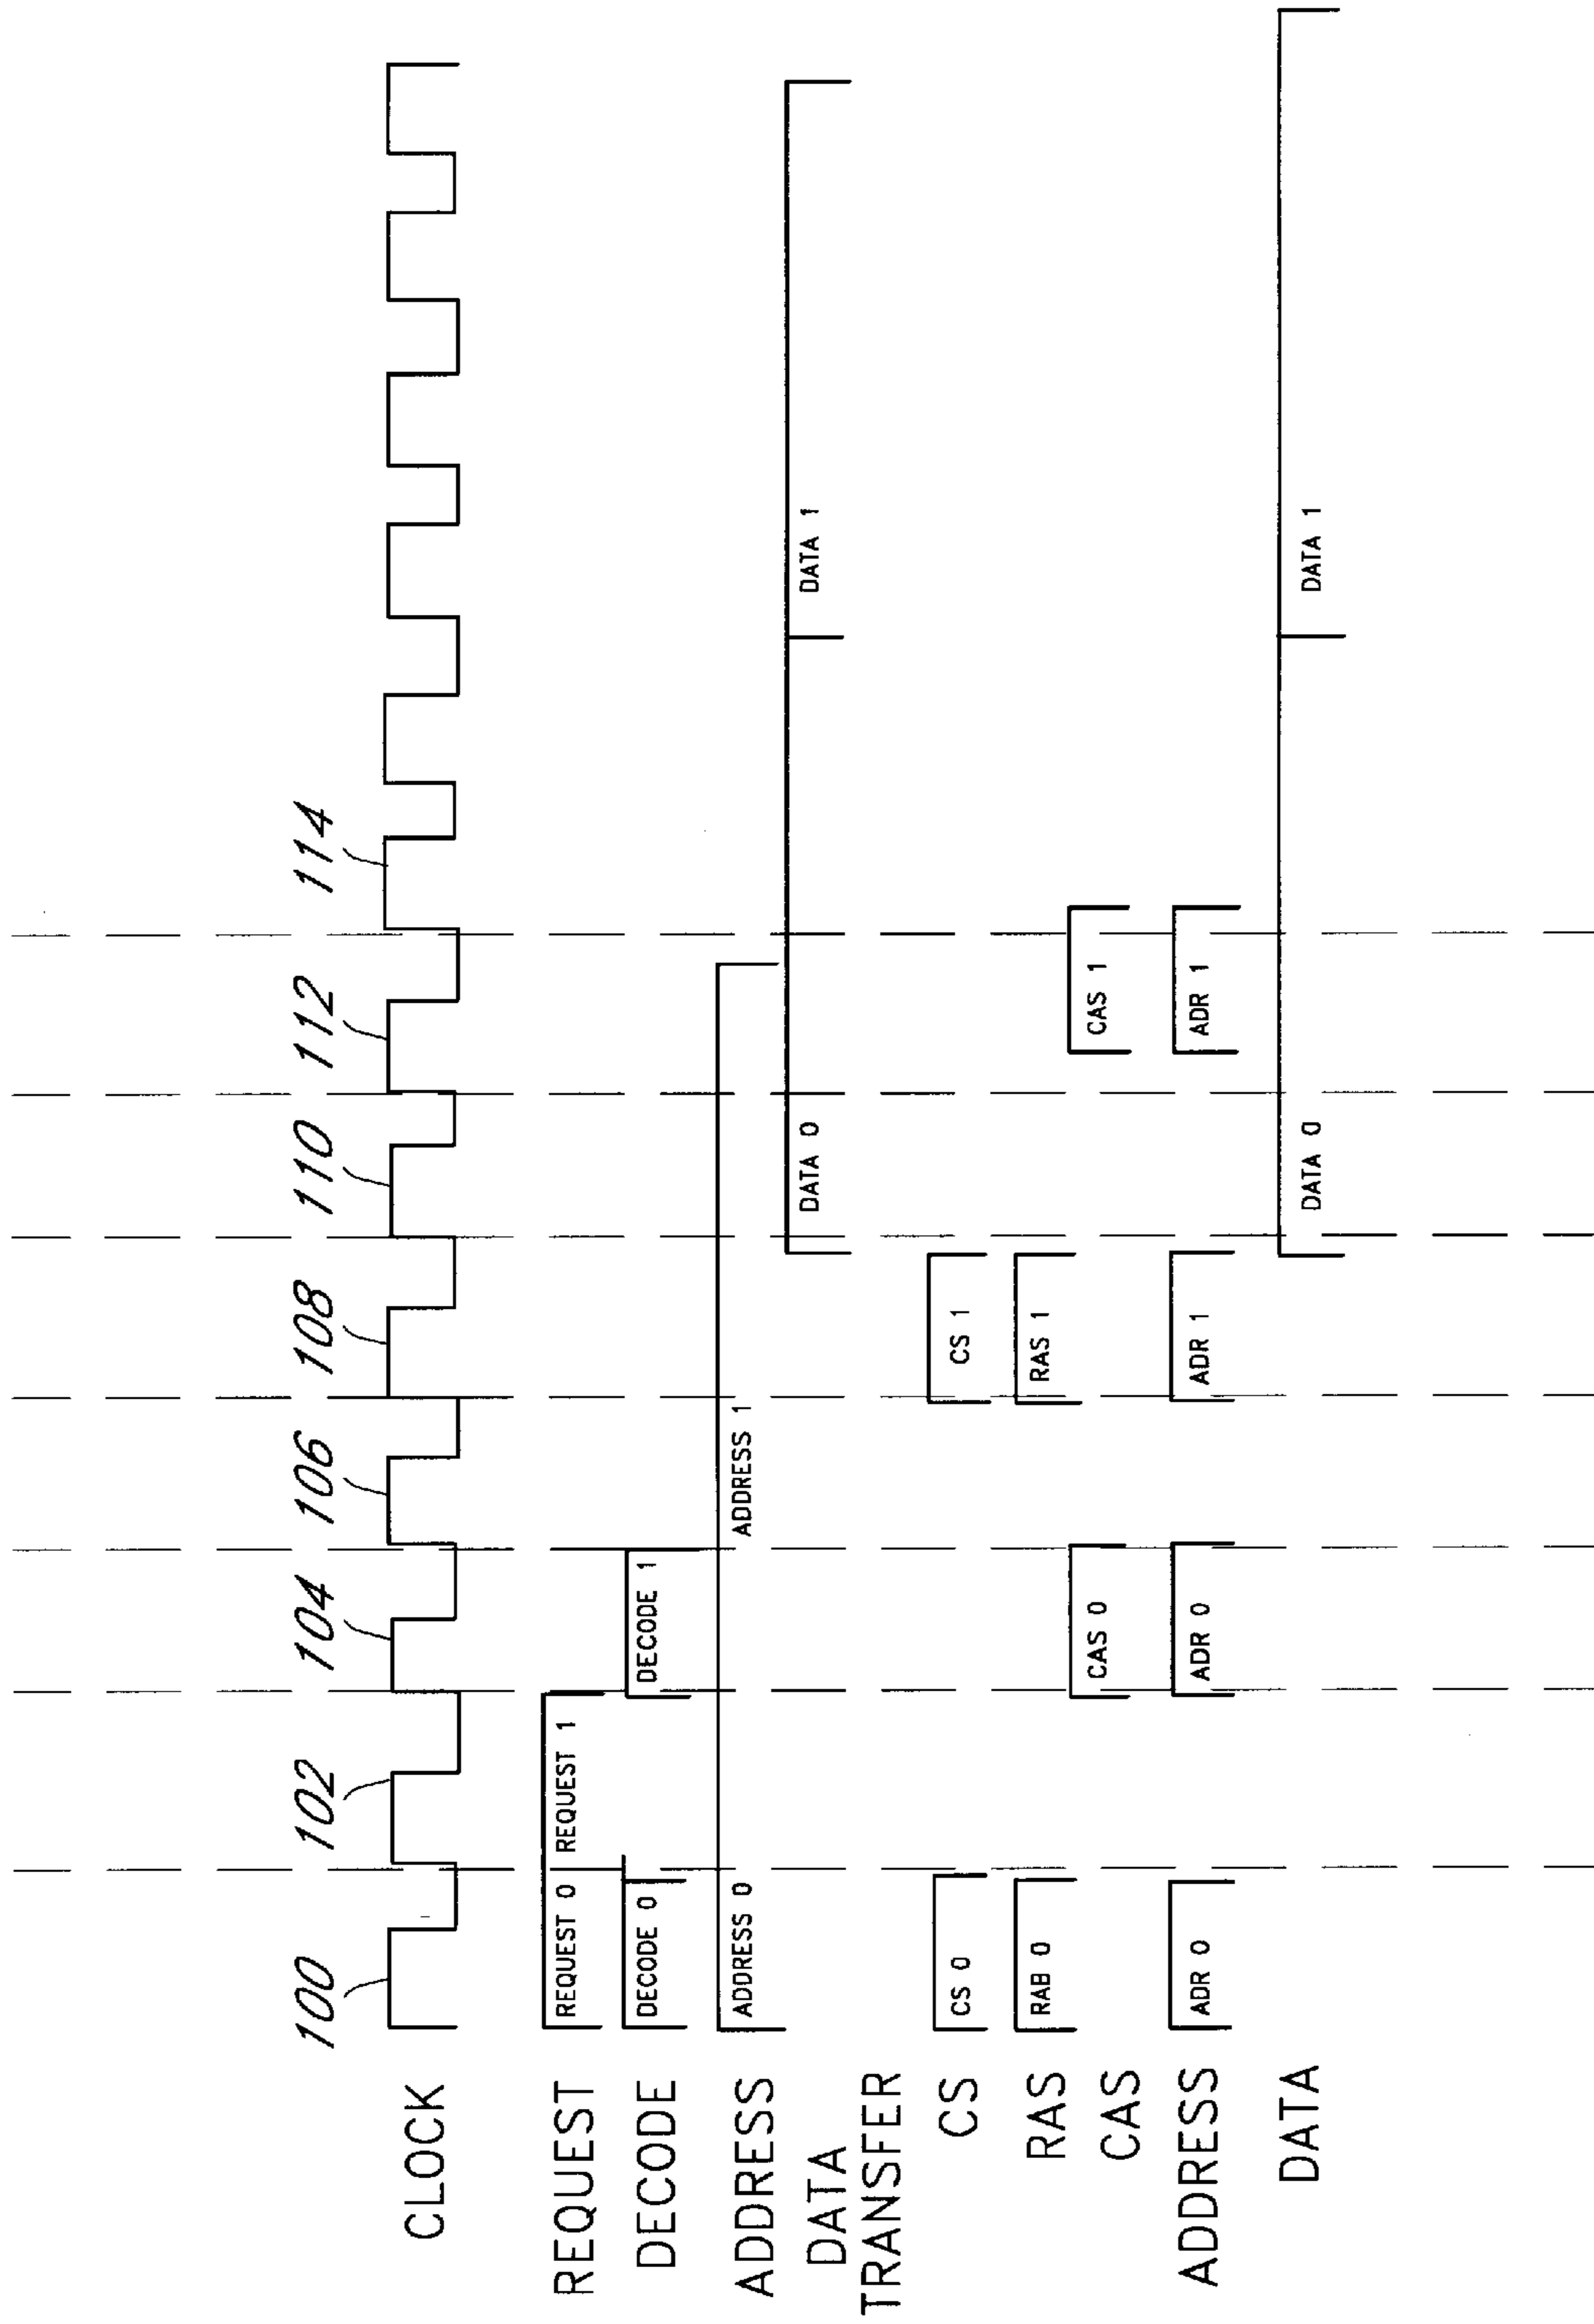 100 102 104 106 108 110 112 114
CLOCK
REQUEST REQUEST 0 REQUEST 1
DECODE DECODE 0 DECODE 1
ADDRESS ADDRESS 0 ADDRESS 1
DATA TRANSFER DATA 0 DATA 1
CS CS 0 CS 1
RAS RAB 0 RAS 1
CAS CAS 0 CAS 1
ADDRESS ADR 0 ADR 0 ADR 1 ADR 1
DATA DATA 0 DATA 1